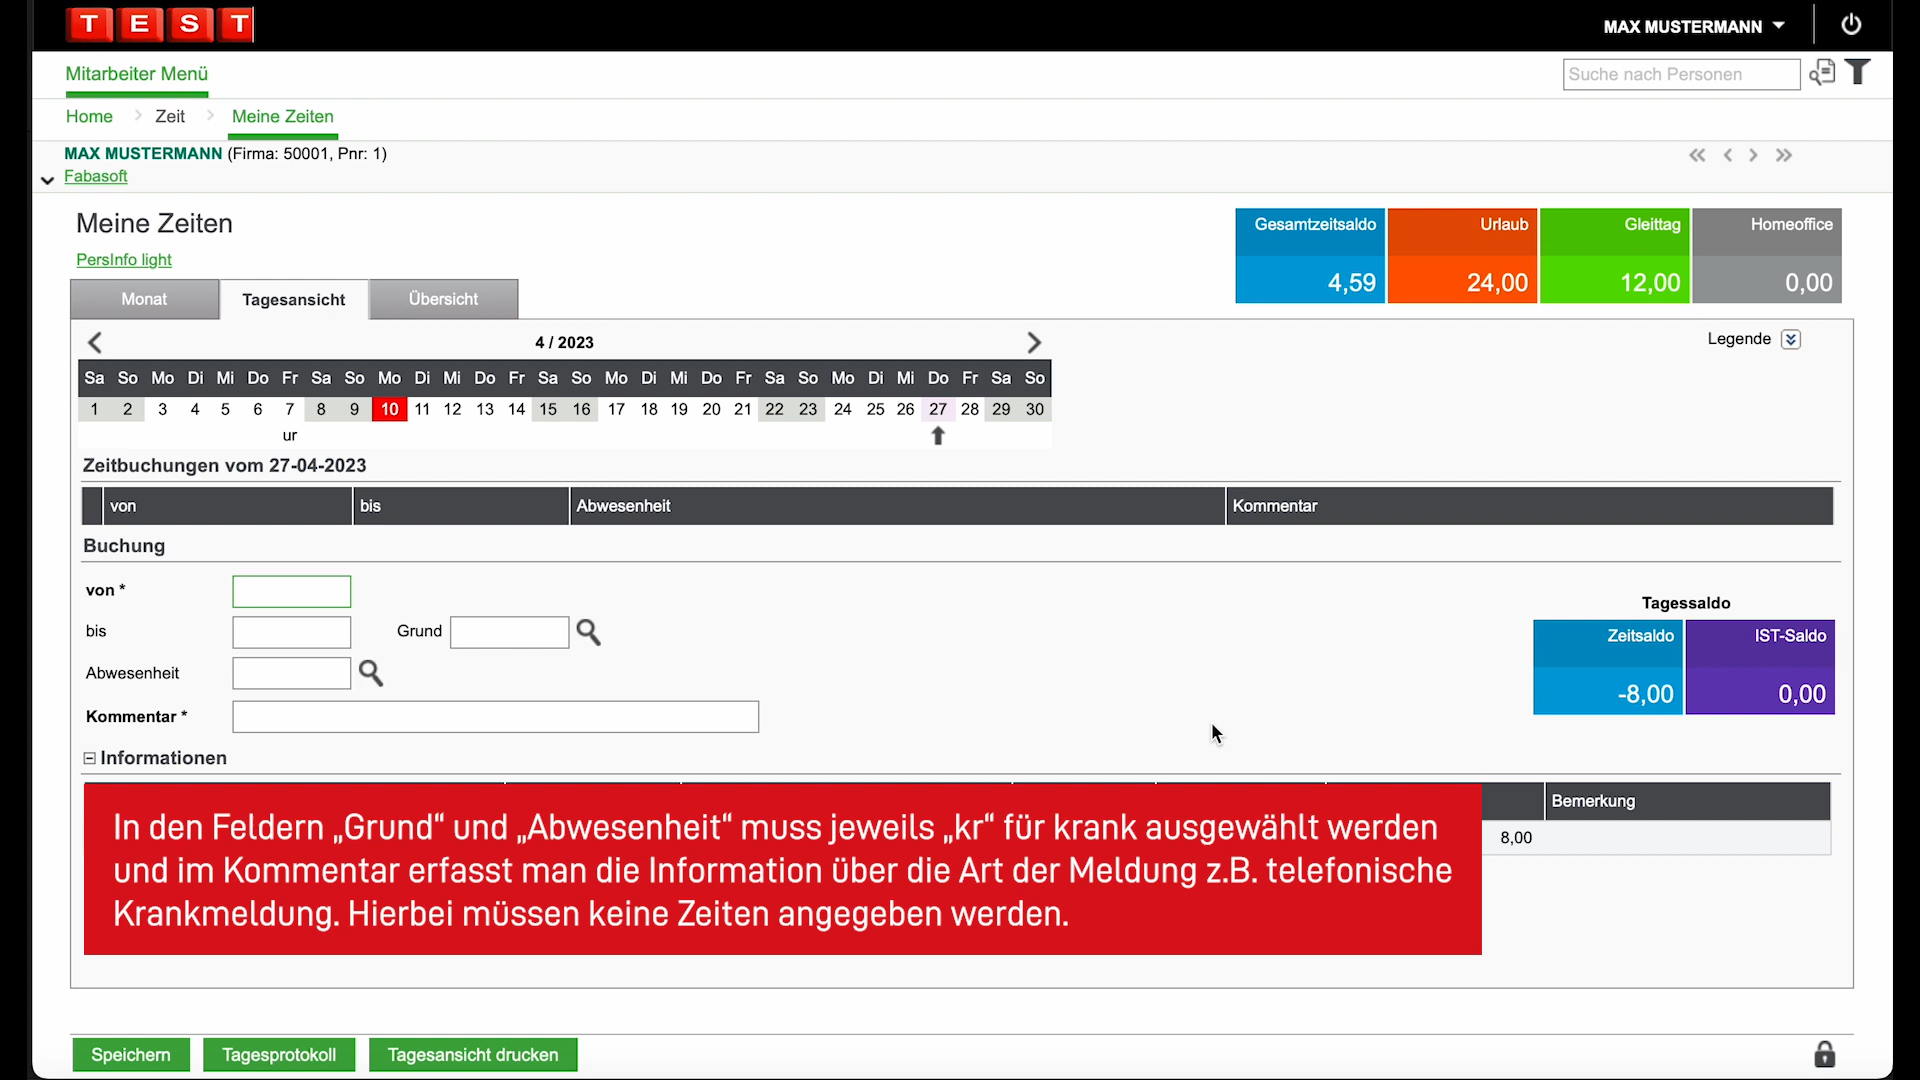 TEST
MAX MUSTERMANN
Mitarbeiter Menü
Suche nach Personen
Home Zeit Meine Zeiten
MAX MUSTERMANN (Firma: 50001, Pnr: 1)
Fabasoft
Meine Zeiten
PersInfo light
Gesamtzeitsaldo Urlaub Gleittag Homeoffice
4,59 24,00 12,00 0,00
Monat Tagesansicht Übersicht
4 / 2023
Legende
Sa So Mo Di Mi Do Fr Sa So Mo Di Mi Do Fr Sa So Mo Di Mi Do Fr Sa So Mo Di Mi Do Fr Sa So
1 2 3 4 5 6 7 8 9 10 11 12 13 14 15 16 17 18 19 20 21 22 23 24 25 26 27 28 29 30
ur
Zeitbuchungen vom 27-04-2023
von bis Abwesenheit Kommentar
Buchung
von *
bis Grund
Abwesenheit
Kommentar *
Tagessaldo
Zeitsaldo IST-Saldo
-8,00 0,00
Informationen
Bemerkung
8,00
In den Feldern „Grund“ und „Abwesenheit“ muss jeweils „kr“ für krank ausgewählt werden
und im Kommentar erfasst man die Information über die Art der Meldung z.B. telefonische
Krankmeldung. Hierbei müssen keine Zeiten angegeben werden.
Speichern Tagesprotokoll Tagesansicht drucken